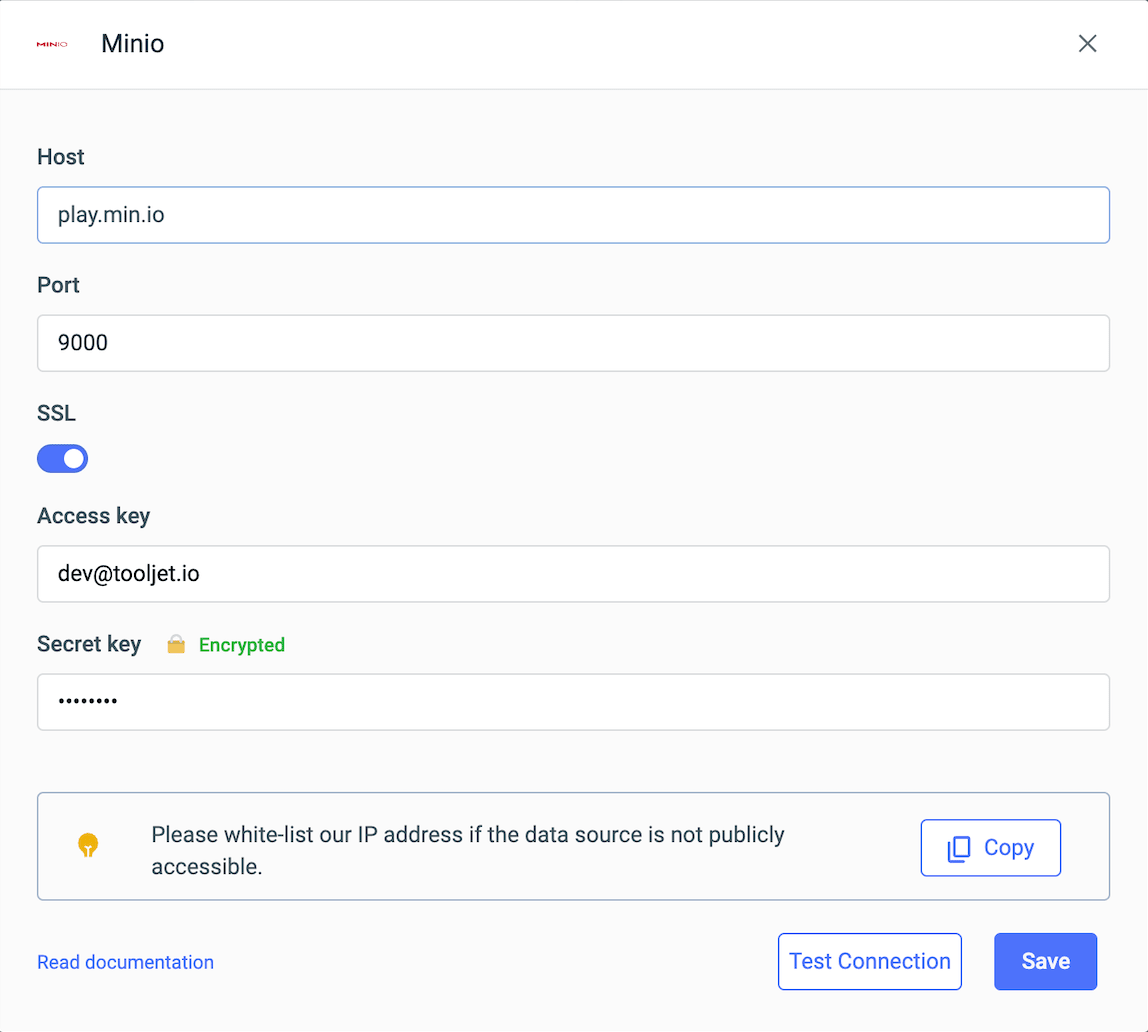 MINIO Minio
Host
play.min.io
Port
9000
SSL
Access key
dev@tooljet.io
Secret key Encrypted
••••••••
Please white-list our IP address if the data source is not publicly
accessible.
Copy
Read documentation
Test Connection
Save